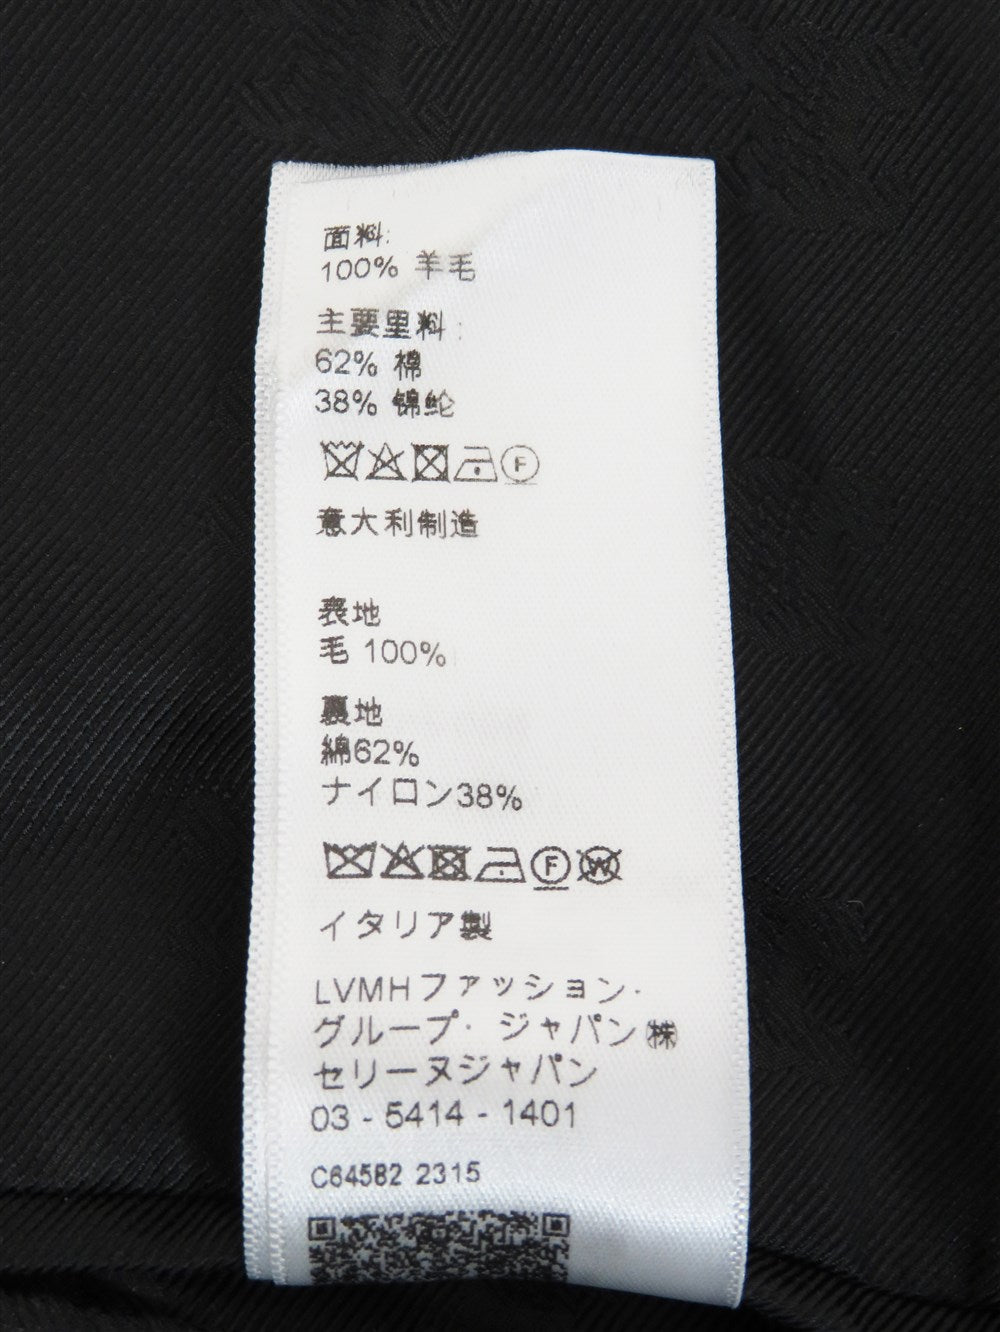 面料:
100% 羊毛
主要里料:
62% 棉
38% 锦纶
F
意大利制造
表地
毛 100%
裏地
綿62%
ナイロン38%
F W
イタリア製
LVMHファッション・
グループ・ジャパン㈱
セリーヌジャパン
03 - 5414 - 1401
C64582 2315